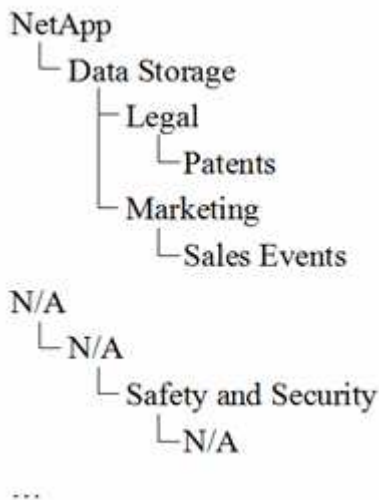 NetApp
Data Storage
Legal
Patents
Marketing
Sales Events
N/A
N/A
Safety and Security
N/A
...